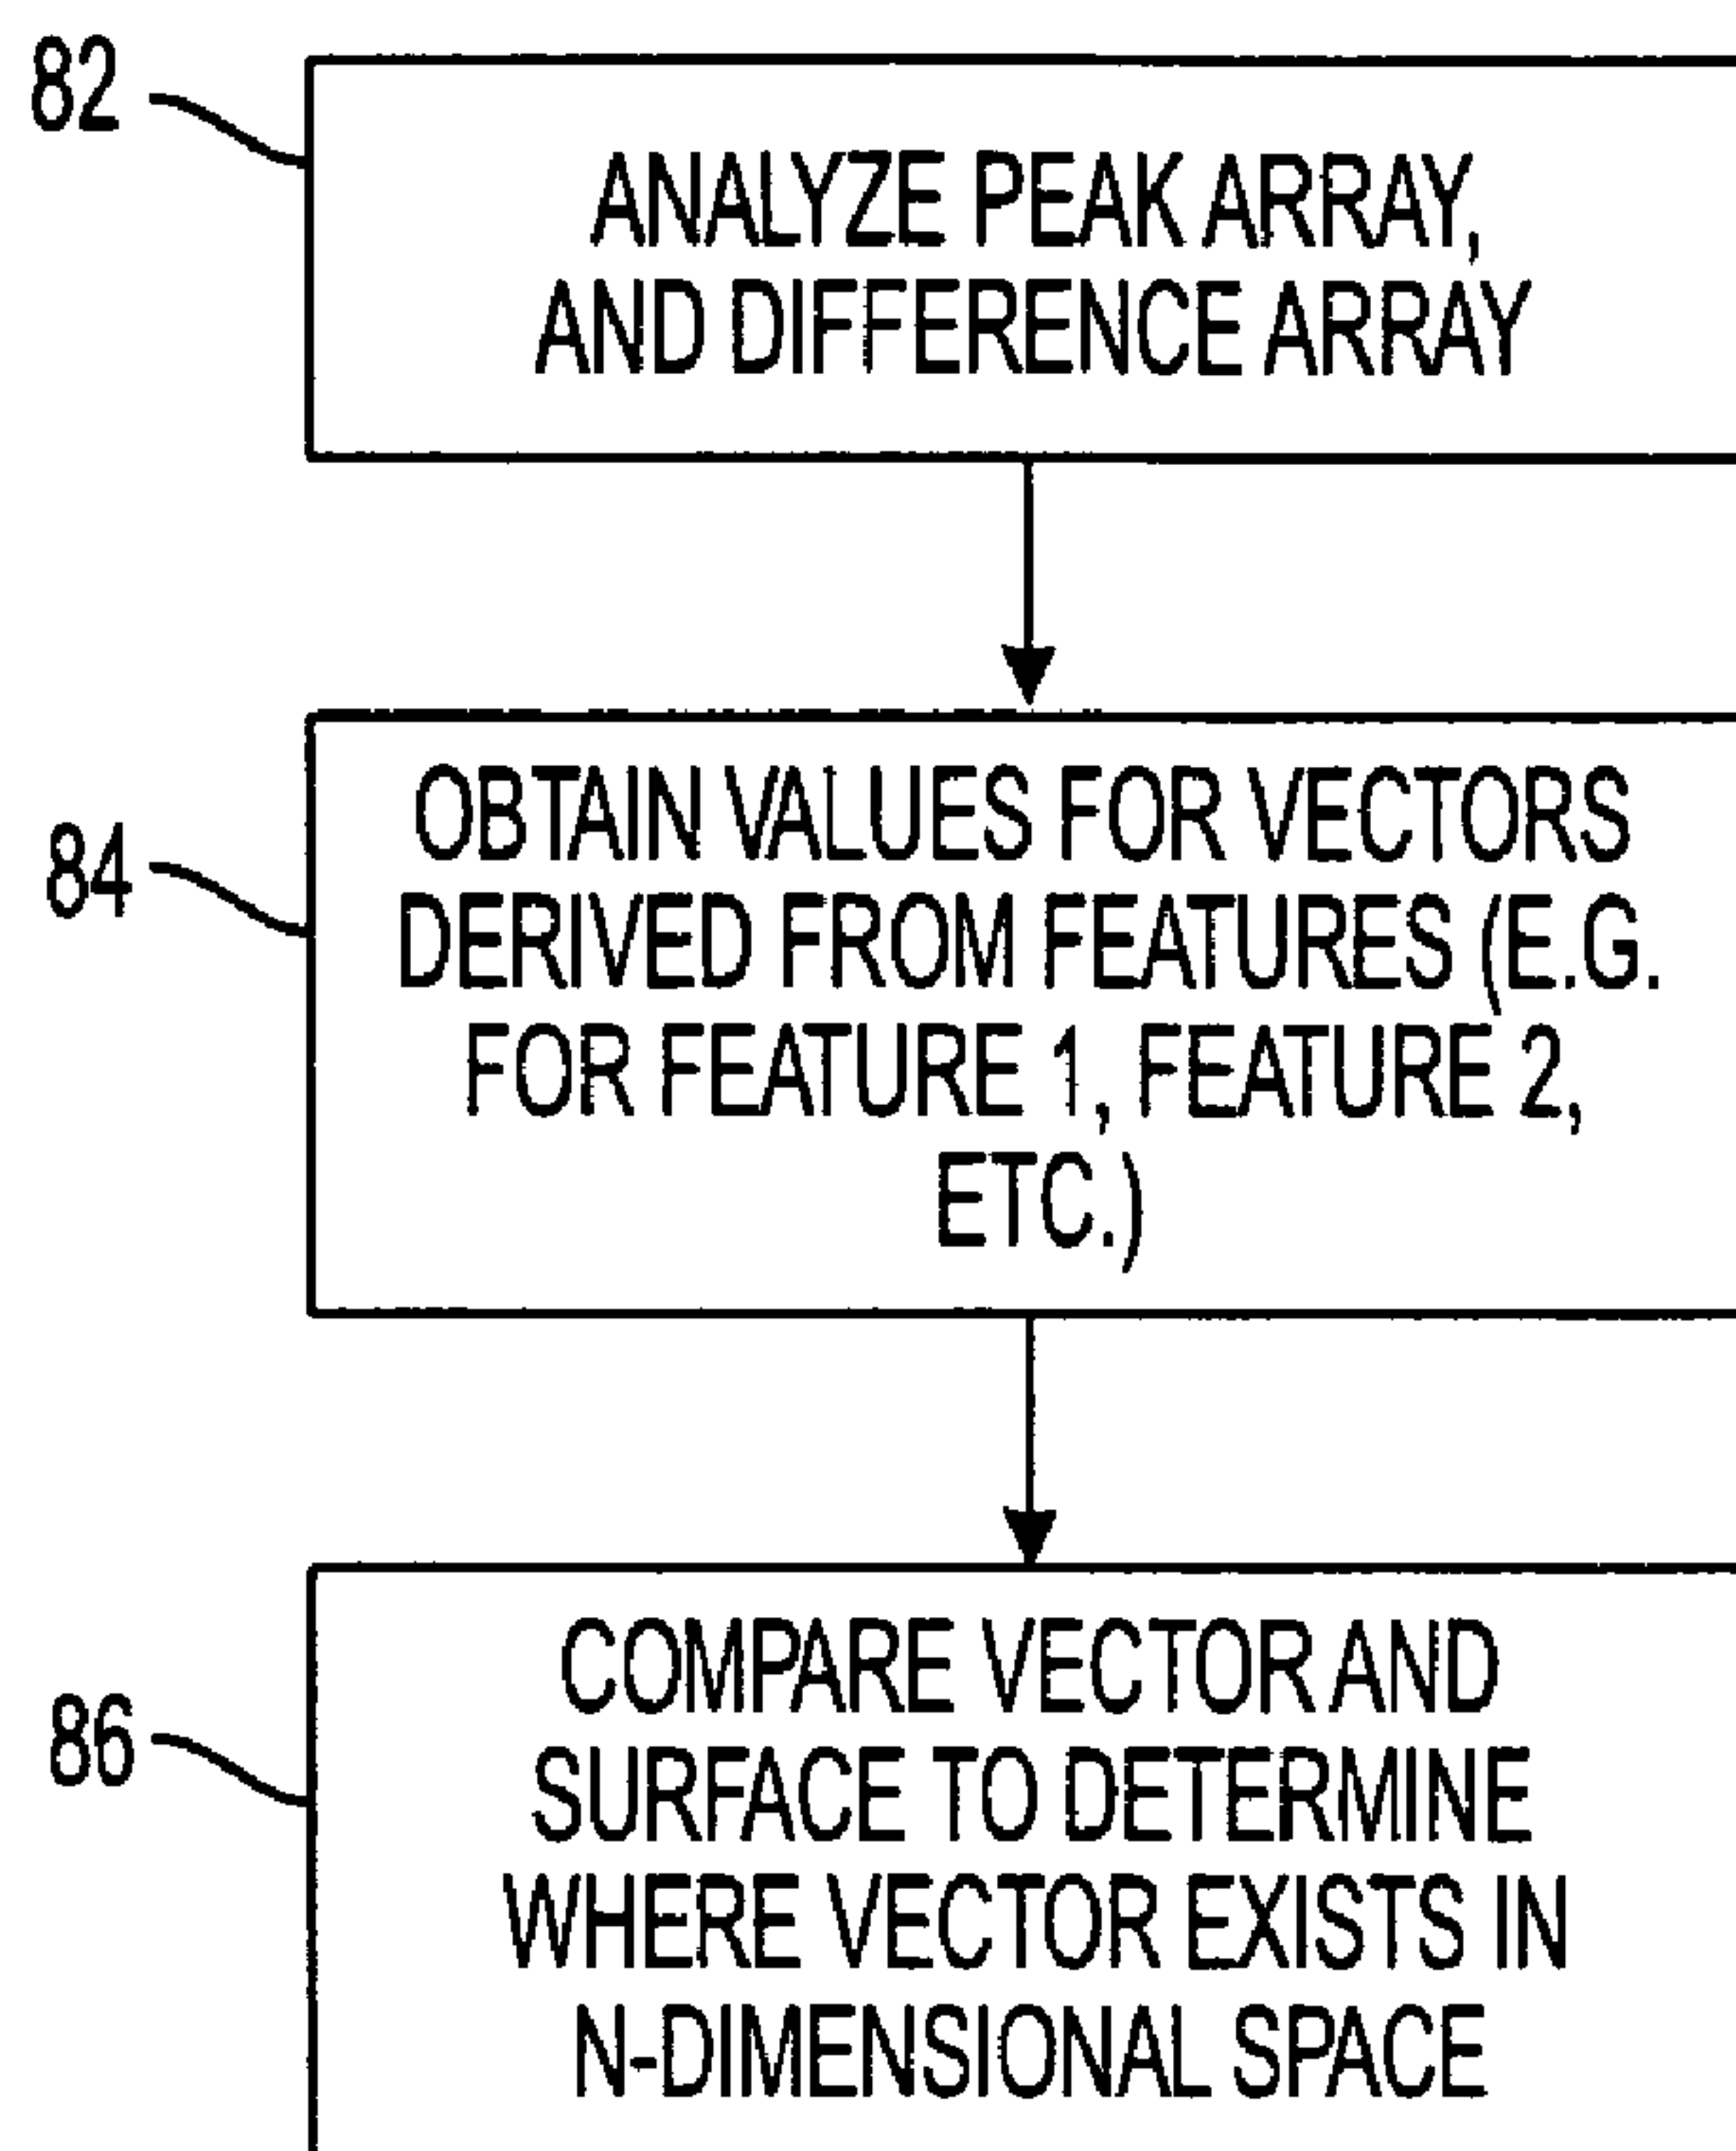 82
ANALYZE PEAK ARRAY,
AND DIFFERENCE ARRAY
84
OBTAIN VALUES FOR VECTORS
DERIVED FROM FEATURES (E.G.
FOR FEATURE 1, FEATURE 2,
ETC.)
86
COMPARE VECTOR AND
SURFACE TO DETERMINE
WHERE VECTOR EXISTS IN
N-DIMENSIONAL SPACE